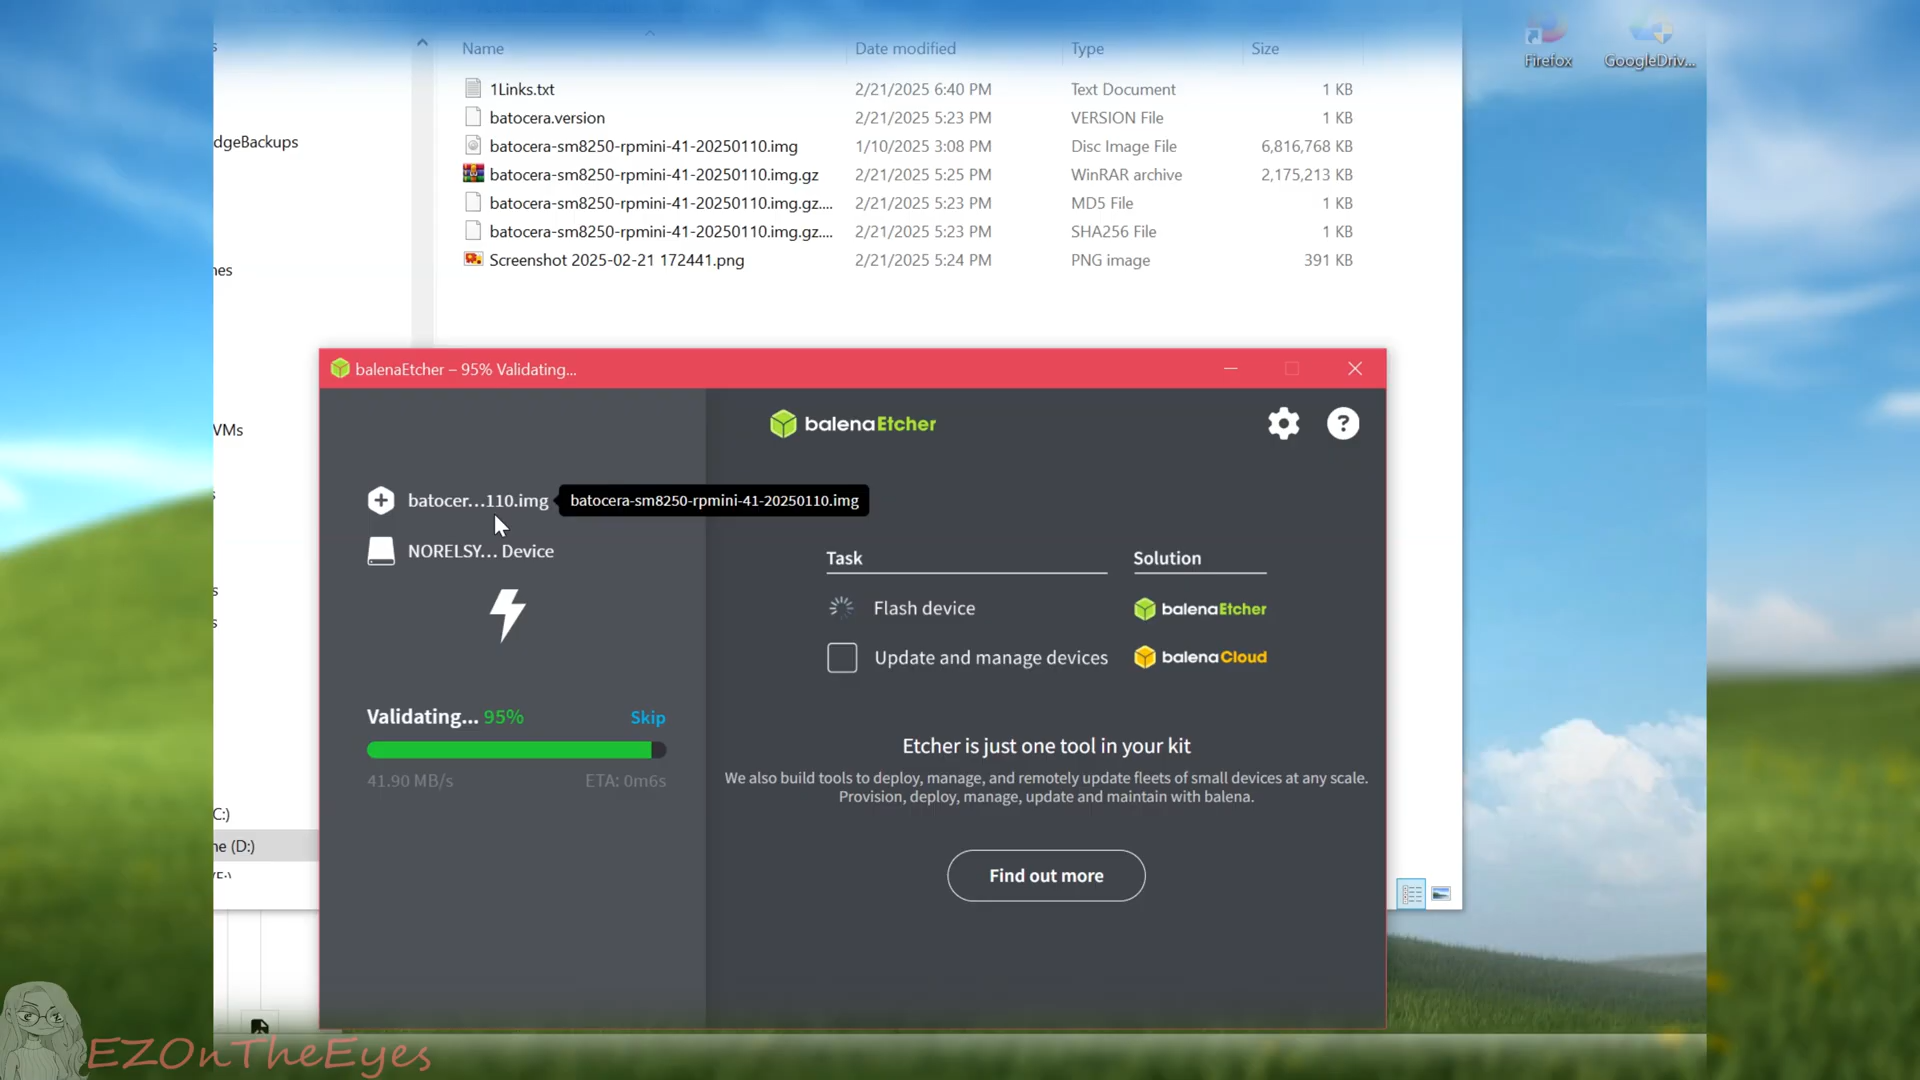 Name Date modified Type Size
1Links.txt 2/21/2025 6:40 PM Text Document 1 KB
batocera.version 2/21/2025 5:23 PM VERSION File 1 KB
batocera-sm8250-rpmini-41-20250110.img 1/10/2025 3:08 PM Disc Image File 6,816,768 KB
batocera-sm8250-rpmini-41-20250110.img.gz 2/21/2025 5:25 PM WinRAR archive 2,175,213 KB
batocera-sm8250-rpmini-41-20250110.img.gz.... 2/21/2025 5:23 PM MD5 File 1 KB
batocera-sm8250-rpmini-41-20250110.img.gz.... 2/21/2025 5:23 PM SHA256 File 1 KB
Screenshot 2025-02-21 172441.png 2/21/2025 5:24 PM PNG image 391 KB
Firefox
GoogleDriv...
dgeBackups
nes
VMs
C:)
ne (D:)
balenaEtcher – 95% Validating...
balenaEtcher
?
batocer...110.img
batocera-sm8250-rpmini-41-20250110.img
NORELSY... Device
Validating... 95% Skip
41.90 MB/s ETA: 0m6s
Task Solution
Flash device balenaEtcher
Update and manage devices balenaCloud
Etcher is just one tool in your kit
We also build tools to deploy, manage, and remotely update fleets of small devices at any scale.
Provision, deploy, manage, update and maintain with balena.
Find out more
EZOnTheEyes